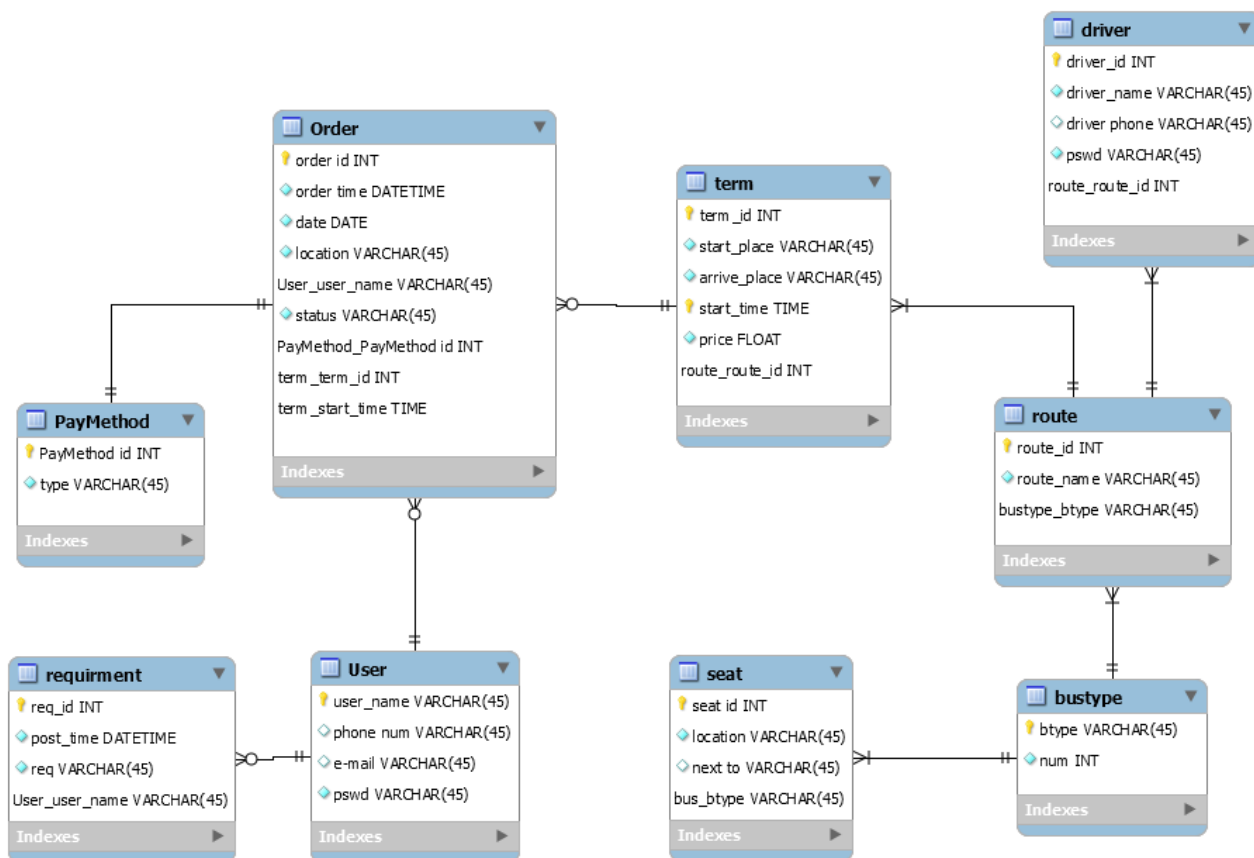 driver
driver_id INT
driver_name VARCHAR(45)
driver phone VARCHAR(45)
pswd VARCHAR(45)
route_route_id INT
Indexes
Order
order id INT
order time DATETIME
date DATE
location VARCHAR(45)
User_user_name VARCHAR(45)
status VARCHAR(45)
PayMethod_PayMethod id INT
term_term_id INT
term_start_time TIME
Indexes
term
term_id INT
start_place VARCHAR(45)
arrive_place VARCHAR(45)
start_time TIME
price FLOAT
route_route_id INT
Indexes
PayMethod
PayMethod id INT
type VARCHAR(45)
Indexes
route
route_id INT
route_name VARCHAR(45)
bustype_btype VARCHAR(45)
Indexes
requirment
req_id INT
post_time DATETIME
req VARCHAR(45)
User_user_name VARCHAR(45)
Indexes
User
user_name VARCHAR(45)
phone num VARCHAR(45)
e-mail VARCHAR(45)
pswd VARCHAR(45)
Indexes
seat
seat id INT
location VARCHAR(45)
next to VARCHAR(45)
bus_btype VARCHAR(45)
Indexes
bustype
btype VARCHAR(45)
num INT
Indexes